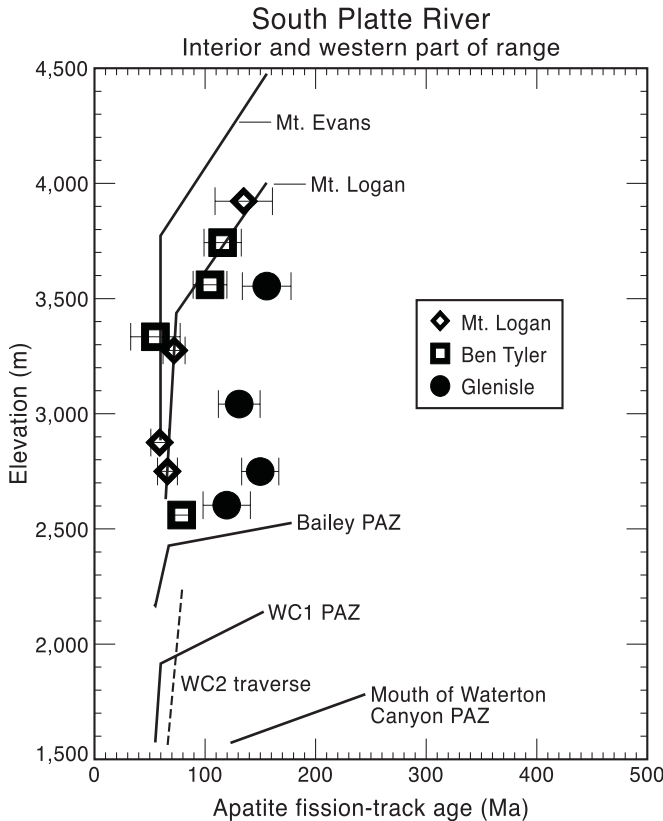 South Platte River
Interior and western part of range
4,500
4,000
3,500
3,000
2,500
2,000
1,500
Elevation (m)
Mt. Evans
Mt. Logan
Mt. Logan
Ben Tyler
Glenisle
Bailey PAZ
WC1 PAZ
WC2 traverse
Mouth of Waterton
Canyon PAZ
0 100 200 300 400 500
Apatite fission-track age (Ma)